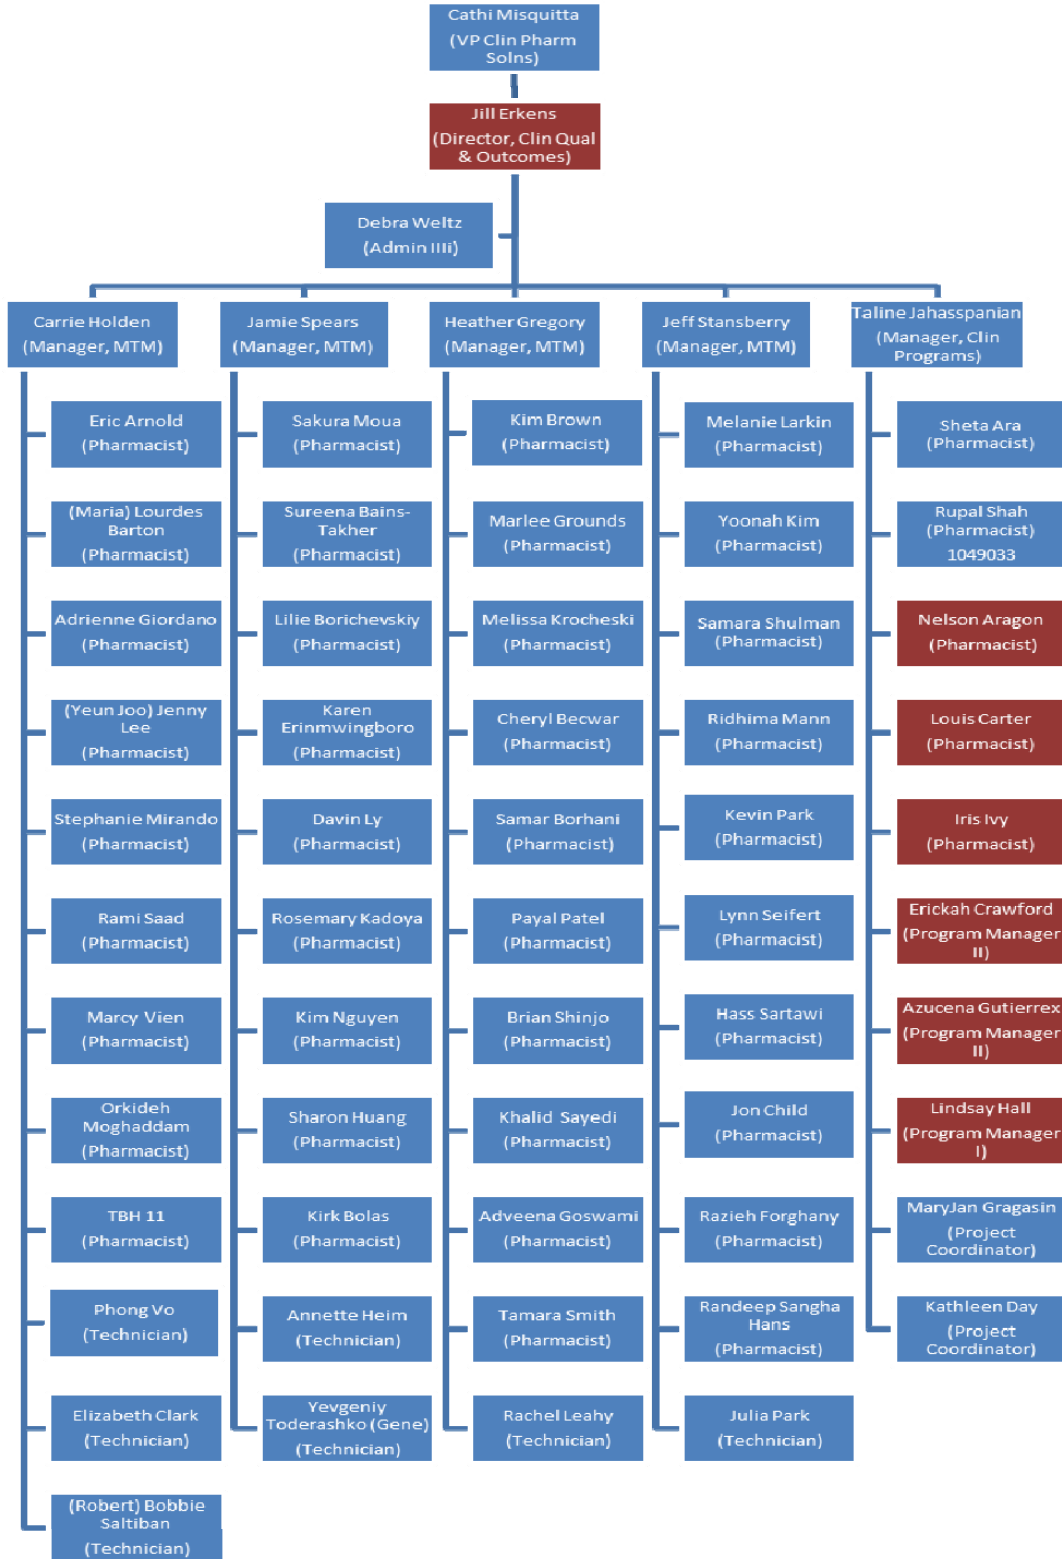 Cathi Misquitta
(VP Clin Pharm
Solns)
Jill Erkens
(Director, Clin Qual
& Outcomes)
Debra Weltz
(Admin IIIi)
Carrie Holden
(Manager, MTM)
Jamie Spears
(Manager, MTM)
Heather Gregory
(Manager, MTM)
Jeff Stansberry
(Manager, MTM)
Taline Jahasspanian
(Manager, Clin
Programs)
Eric Arnold
(Pharmacist)
(Maria) Lourdes
Barton
(Pharmacist)
Adrienne Giordano
(Pharmacist)
(Yeun Joo) Jenny
Lee
(Pharmacist)
Stephanie Mirando
(Pharmacist)
Rami Saad
(Pharmacist)
Marcy Vien
(Pharmacist)
Orkideh
Moghaddam
(Pharmacist)
TBH 11
(Pharmacist)
Phong Vo
(Technician)
Elizabeth Clark
(Technician)
(Robert) Bobbie
Saltiban
(Technician)
Sakura Moua
(Pharmacist)
Sureena Bains-
Takher
(Pharmacist)
Lilie Borichevskiy
(Pharmacist)
Karen
Erinmwingboro
(Pharmacist)
Davin Ly
(Pharmacist)
Rosemary Kadoya
(Pharmacist)
Kim Nguyen
(Pharmacist)
Sharon Huang
(Pharmacist)
Kirk Bolas
(Pharmacist)
Annette Heim
(Technician)
Yevgeniy
Toderashko (Gene)
(Technician)
Kim Brown
(Pharmacist)
Marlee Grounds
(Pharmacist)
Melissa Krocheski
(Pharmacist)
Cheryl Becwar
(Pharmacist)
Samar Borhani
(Pharmacist)
Payal Patel
(Pharmacist)
Brian Shinjo
(Pharmacist)
Khalid Sayedi
(Pharmacist)
Adveena Goswami
(Pharmacist)
Tamara Smith
(Pharmacist)
Rachel Leahy
(Technician)
Melanie Larkin
(Pharmacist)
Yoonah Kim
(Pharmacist)
Samara Shulman
(Pharmacist)
Ridhima Mann
(Pharmacist)
Kevin Park
(Pharmacist)
Lynn Seifert
(Pharmacist)
Hass Sartawi
(Pharmacist)
Jon Child
(Pharmacist)
Razieh Forghany
(Pharmacist)
Randeep Sangha
Hans
(Pharmacist)
Julia Park
(Technician)
Sheta Ara
(Pharmacist)
Rupal Shah
(Pharmacist)
1049033
Nelson Aragon
(Pharmacist)
Louis Carter
(Pharmacist)
Iris Ivy
(Pharmacist)
Erickah Crawford
(Program Manager
II)
Azucena Gutierrex
(Program Manager
II)
Lindsay Hall
(Program Manager
I)
MaryJan Gragasin
(Project
Coordinator)
Kathleen Day
(Project
Coordinator)